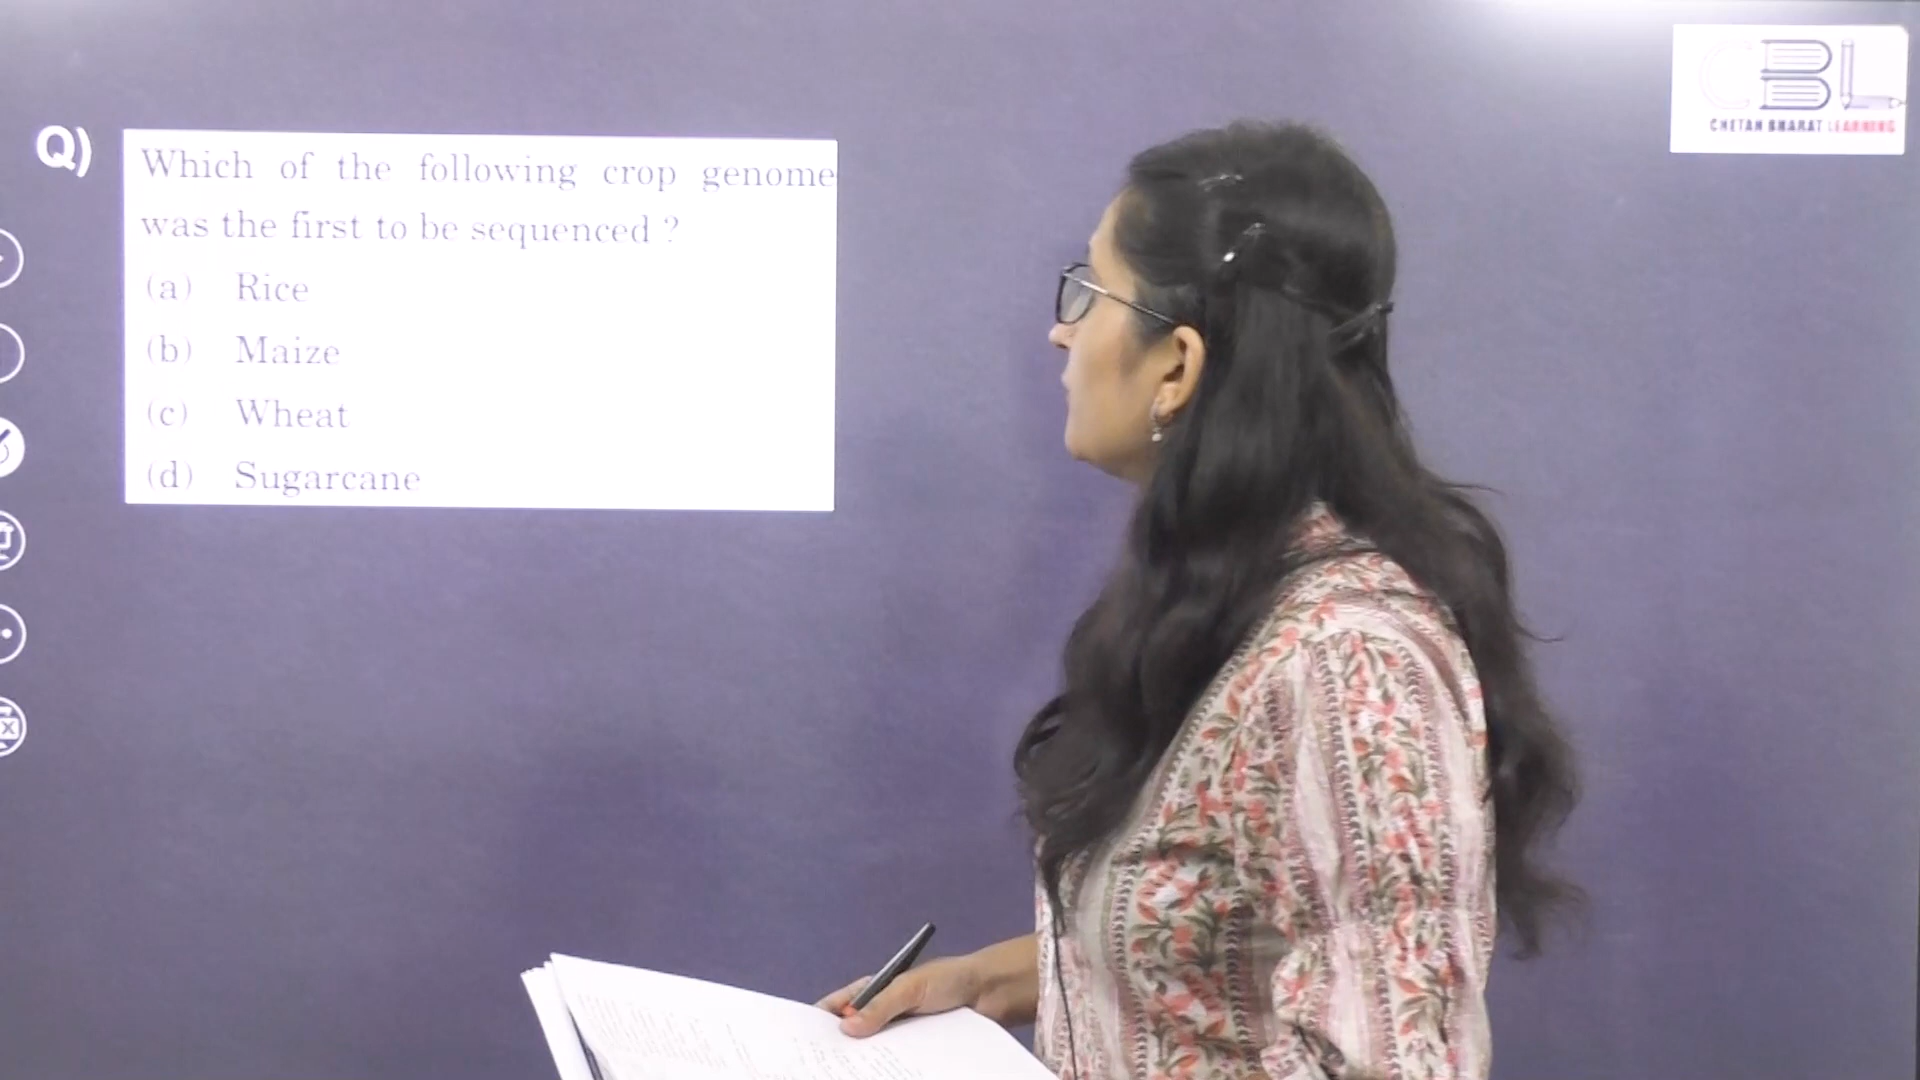 Q)
Which of the following crop genome
was the first to be sequenced ?
(a) Rice
(b) Maize
(c) Wheat
(d) Sugarcane
CBL
CHETAN BHARAT LEARNING